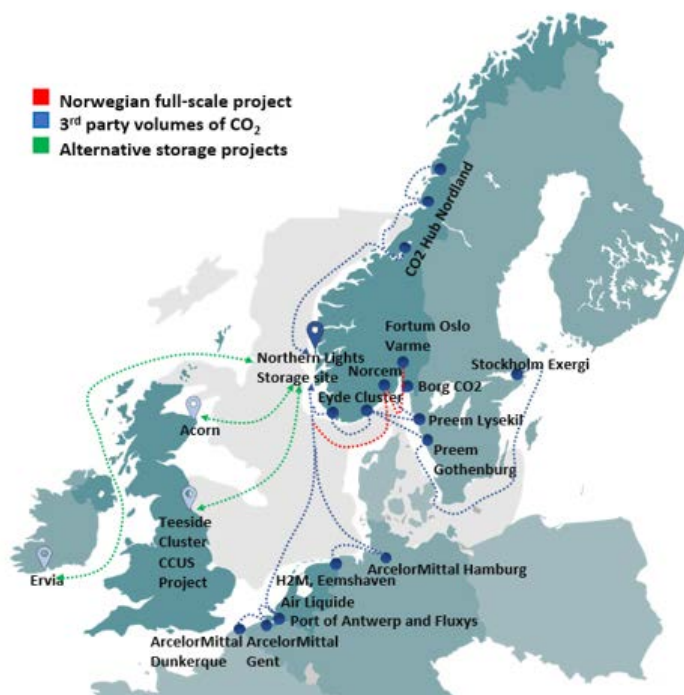 Norwegian full-scale project
3rd party volumes of CO2
Alternative storage projects
CO2 Hub Nordland
Fortum Oslo
Varme
Northern Lights
Storage site
Norcem
Stockholm Exergi
Borg CO2
Eyde Cluster
Preem Lysekil
Acorn
Preem
Gothenburg
Teeside
Cluster
CCUS
Project
Ervia
H2M, Eemshaven
ArcelorMittal Hamburg
Air Liquide
Port of Antwerp and Fluxys
ArcelorMittal
Dunkerque
ArcelorMittal
Gent